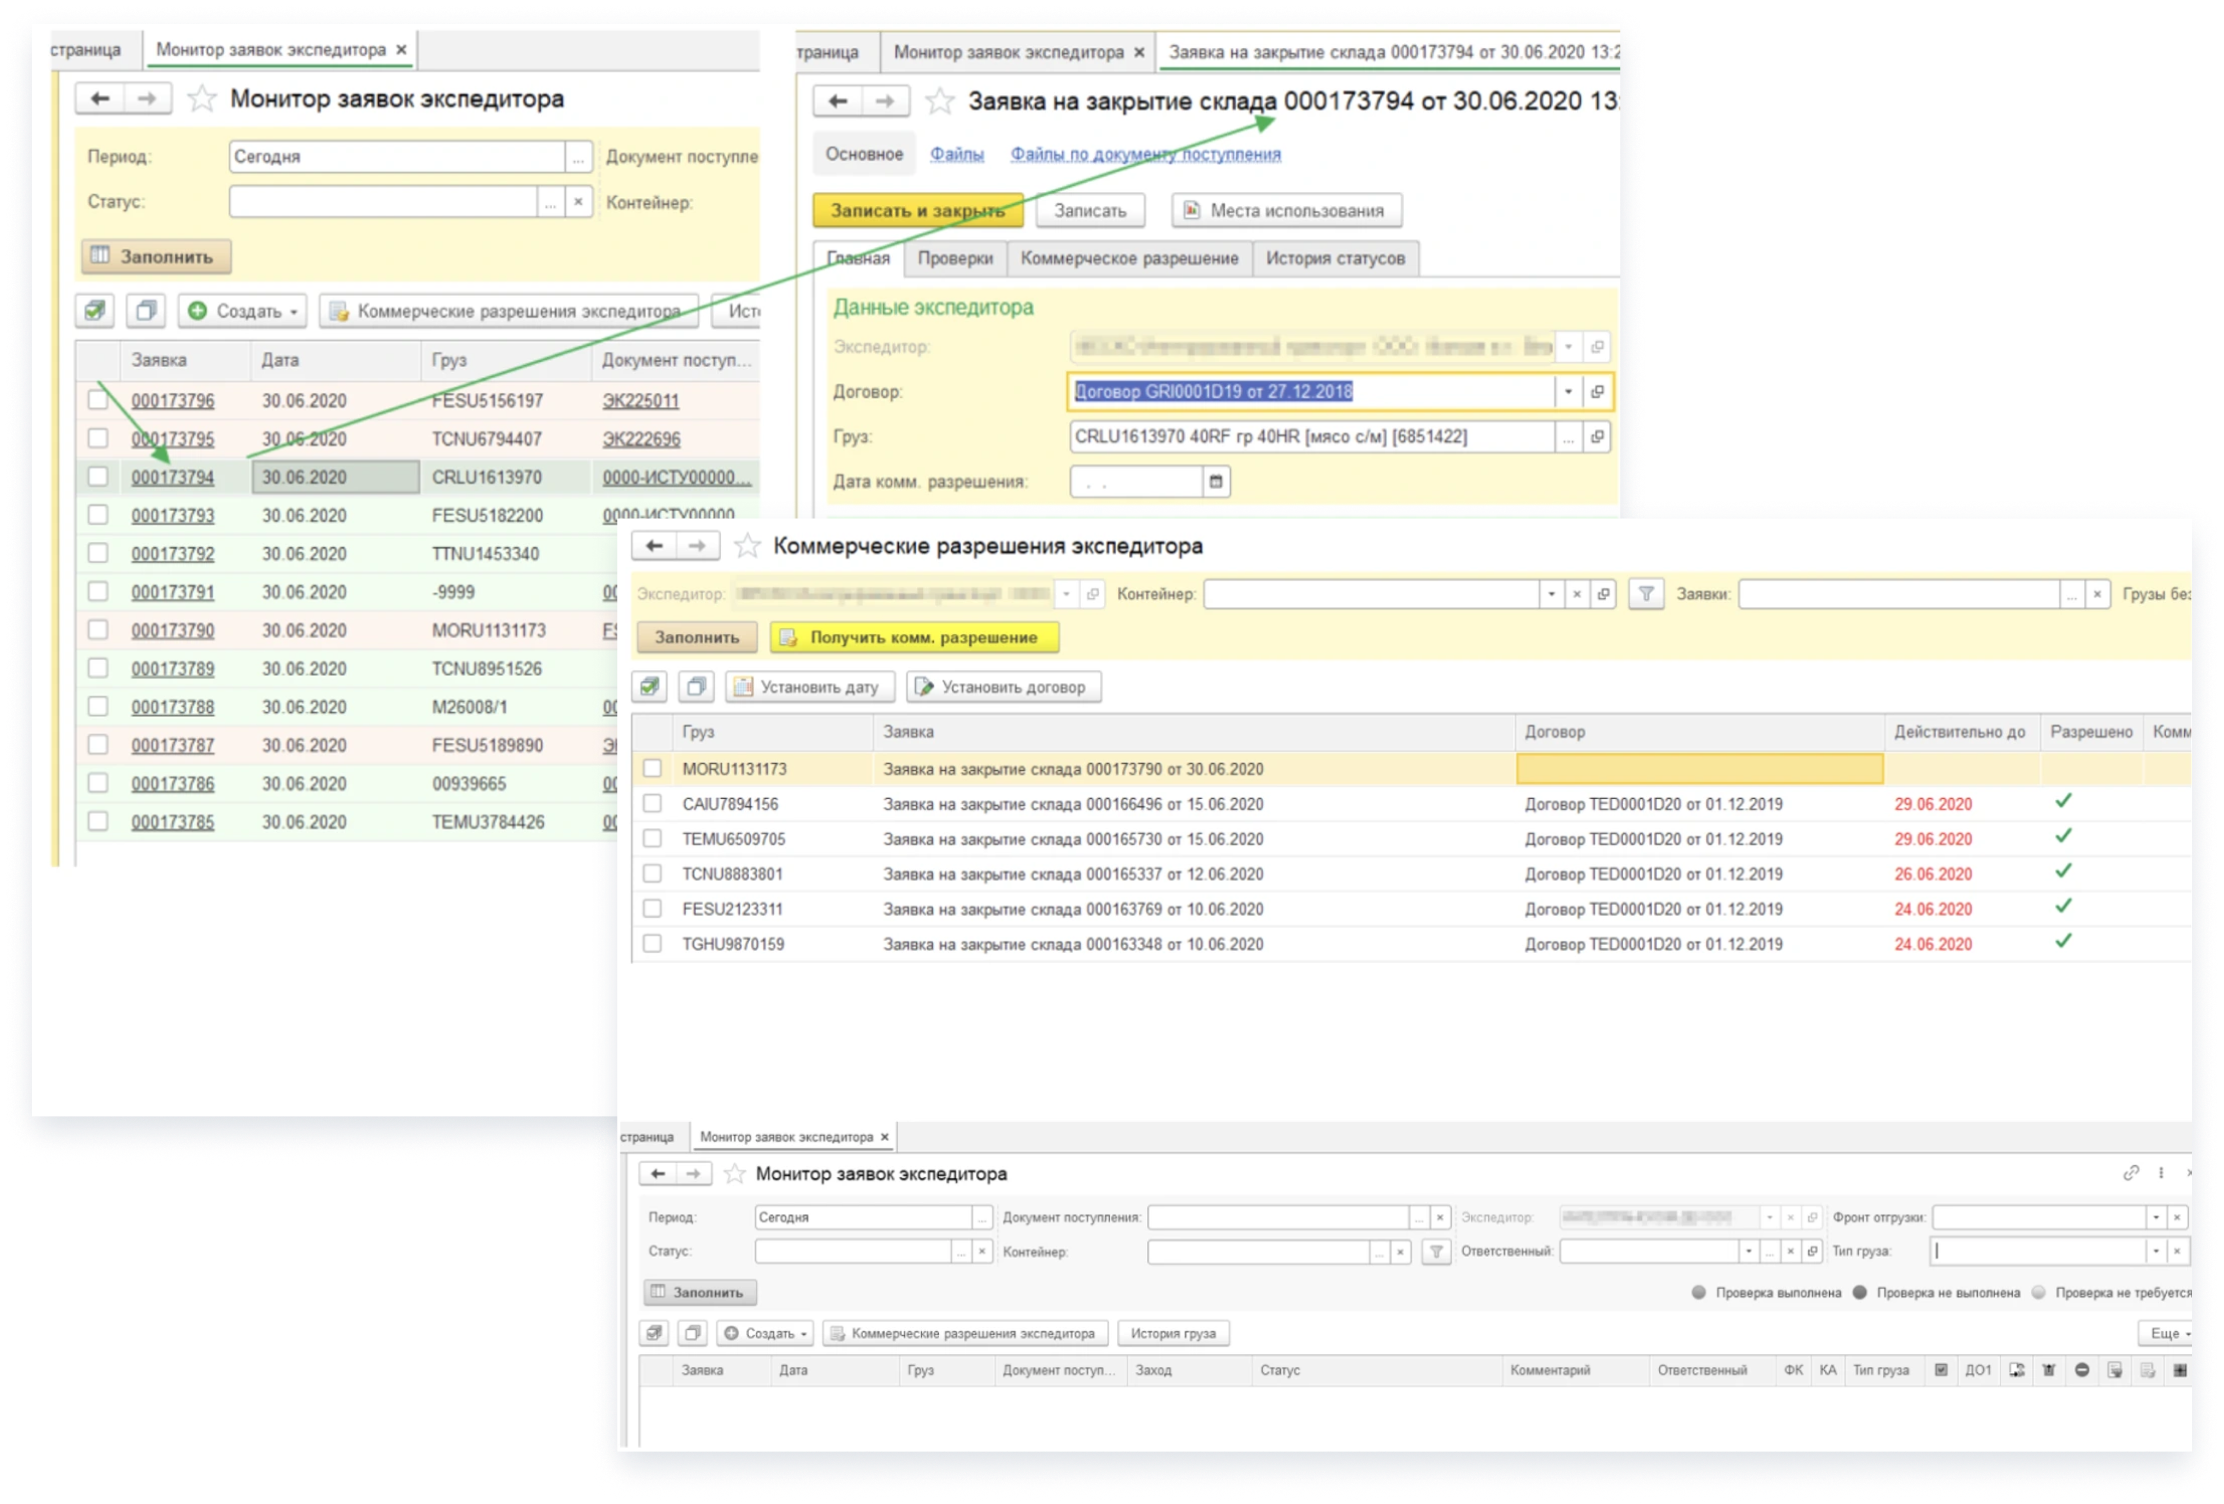 страница Монитор заявок экспедитора ×
Монитор заявок экспедитора
Период: Сегодня ... Документ поступле
Статус: ... × Контейнер:
Заполнить
Создать Коммерческие разрешения экспедитора Ист
Заявка Дата Груз Документ поступ...
000173796 30.06.2020 FESU5156197 ЭК225011
000173795 30.06.2020 TCNU6794407 ЭК222696
000173794 30.06.2020 CRLU1613970 0000-ИСТУ00000...
000173793 30.06.2020 FESU5182200 0000-ИСТУ00000
000173792 30.06.2020 TTNU1453340
000173791 30.06.2020 -9999 00
000173790 30.06.2020 MORU1131173
000173789 30.06.2020 TCNU8951526
000173788 30.06.2020 M26008/1 00
000173787 30.06.2020 FESU5189890
000173786 30.06.2020 00939665 00
000173785 30.06.2020 TEMU3784426 00
траница Монитор заявок экспедитора × Заявка на закрытие склада 000173794 от 30.06.2020 13:2
Заявка на закрытие склада 000173794 от 30.06.2020 13:
Основное Файлы Файлы по документу поступления
Записать и закрыть Записать Места использования
Главная Проверки Коммерческое разрешение История статусов
Данные экспедитора
Экспедитор:
Договор: Договор GRI0001D19 от 27.12.2018
Груз: CRLU1613970 40RF гр 40HR [мясо с/м] [6851422] ...
Дата комм. разрешения: . .
Коммерческие разрешения экспедитора
Экспедитор: Контейнер: × Заявки: ... × Грузы без
Заполнить Получить комм. разрешение
Установить дату Установить договор
Груз Заявка Договор Действительно до Разрешено Комм
MORU1131173 Заявка на закрытие склада 000173790 от 30.06.2020
CAIU7894156 Заявка на закрытие склада 000166496 от 15.06.2020 Договор TED0001D20 от 01.12.2019 29.06.2020
TEMU6509705 Заявка на закрытие склада 000165730 от 15.06.2020 Договор TED0001D20 от 01.12.2019 29.06.2020
TCNU8883801 Заявка на закрытие склада 000165337 от 12.06.2020 Договор TED0001D20 от 01.12.2019 26.06.2020
FESU2123311 Заявка на закрытие склада 000163769 от 10.06.2020 Договор TED0001D20 от 01.12.2019 24.06.2020
TGHU9870159 Заявка на закрытие склада 000163348 от 10.06.2020 Договор TED0001D20 от 01.12.2019 24.06.2020
страница Монитор заявок экспедитора ×
Монитор заявок экспедитора
Период: Сегодня ... Документ поступления: ... × Экспедитор: × Фронт отгрузки: ×
Статус: ... × Контейнер: ... × Ответственный: ... × Тип груза: ×
Заполнить Проверка выполнена Проверка не выполнена Проверка не требуется
Создать Коммерческие разрешения экспедитора История груза Еще
Заявка Дата Груз Документ поступ... Заход Статус Комментарий Ответственный ФК КА Тип груза ДО1